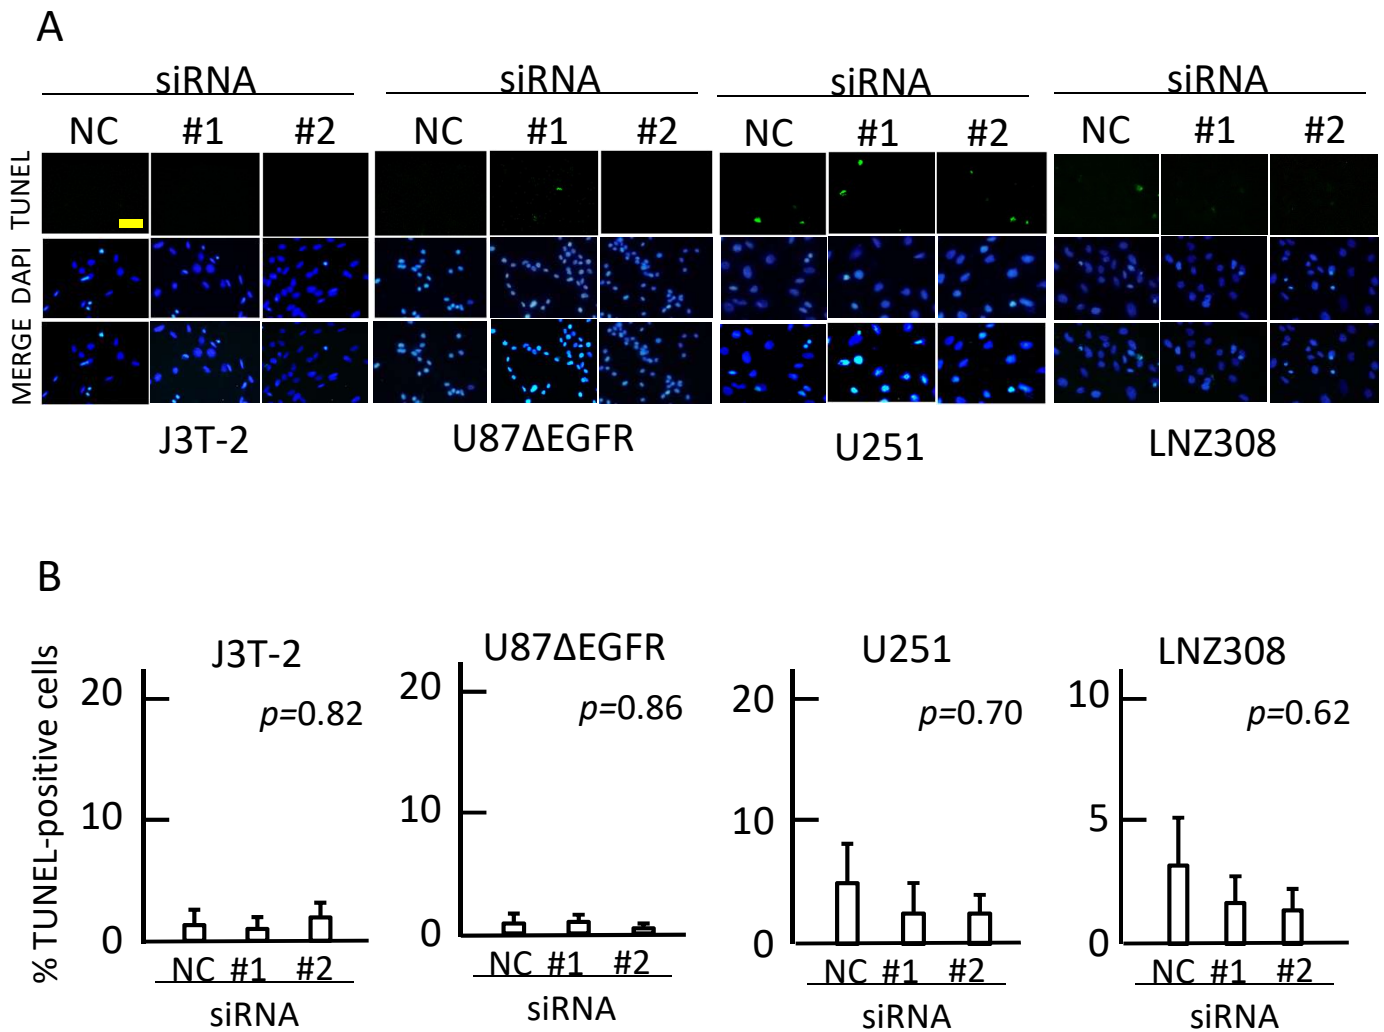 A
siRNA siRNA siRNA siRNA
NC #1 #2 NC #1 #2 NC #1 #2 NC #1 #2
TUNEL
DAPI
MERGE
J3T-2 U87ΔEGFR U251 LNZ308
B
% TUNEL-positive cells
J3T-2 U87ΔEGFR U251 LNZ308
p=0.82 p=0.86 p=0.70 p=0.62
20 20 20 10
10 10 10 5
0 0 0 0
NC #1 #2 NC #1 #2 NC #1 #2 NC #1 #2
siRNA siRNA siRNA siRNA